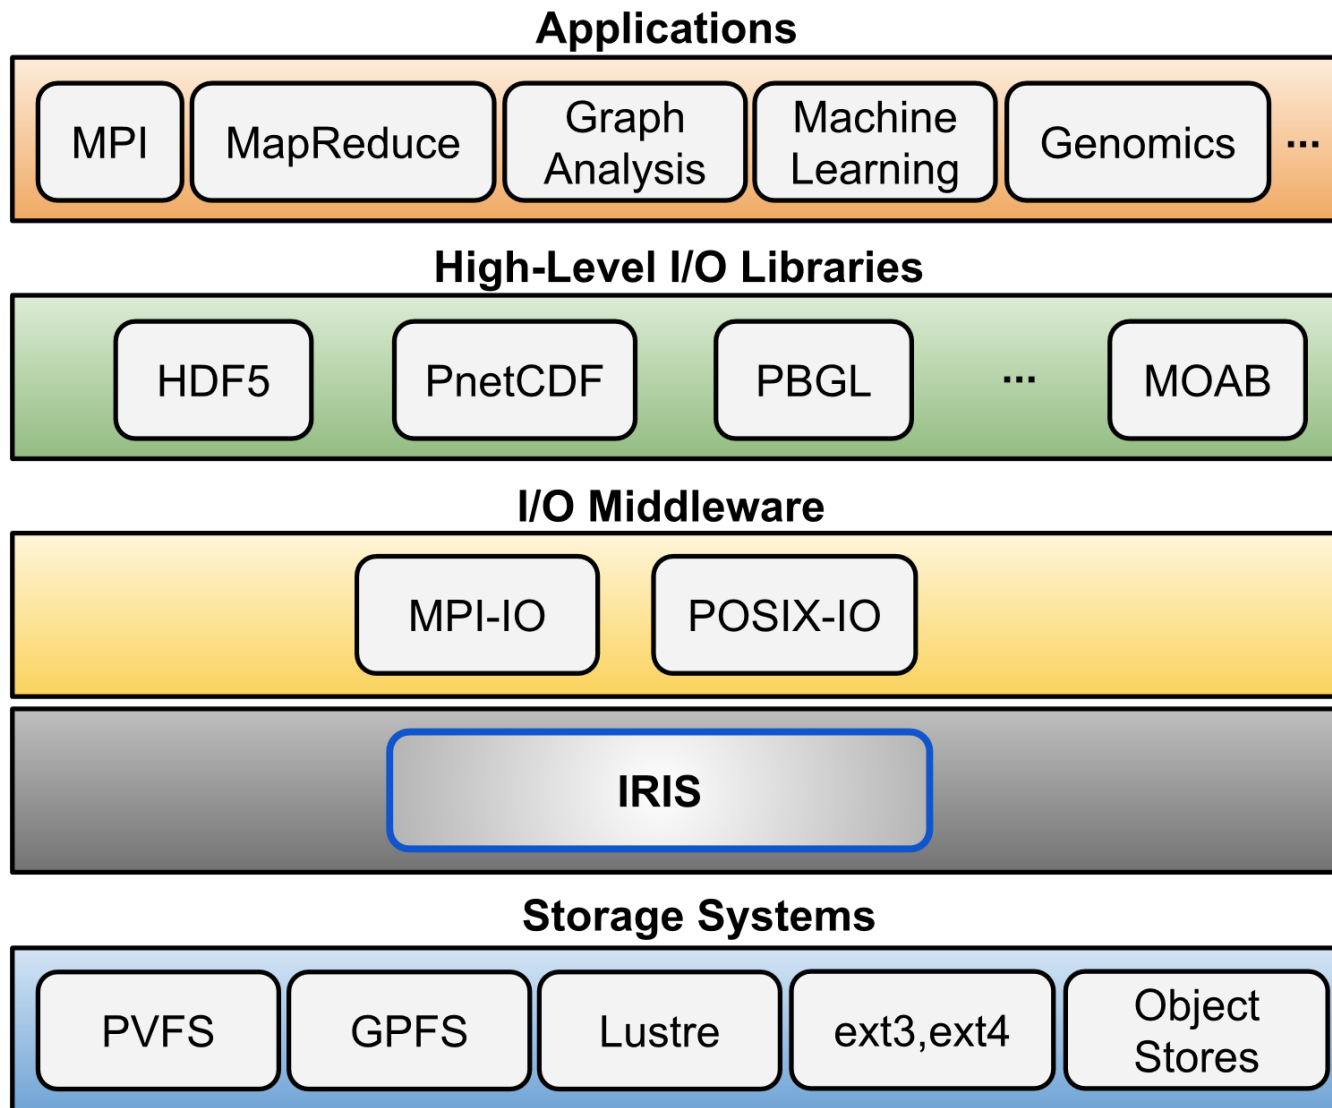 Applications
MPI
MapReduce
Graph
Analysis
Machine
Learning
Genomics
...
High-Level I/O Libraries
HDF5
PnetCDF
PBGL
...
MOAB
I/O Middleware
MPI-IO
POSIX-IO
IRIS
Storage Systems
PVFS
GPFS
Lustre
ext3,ext4
Object
Stores